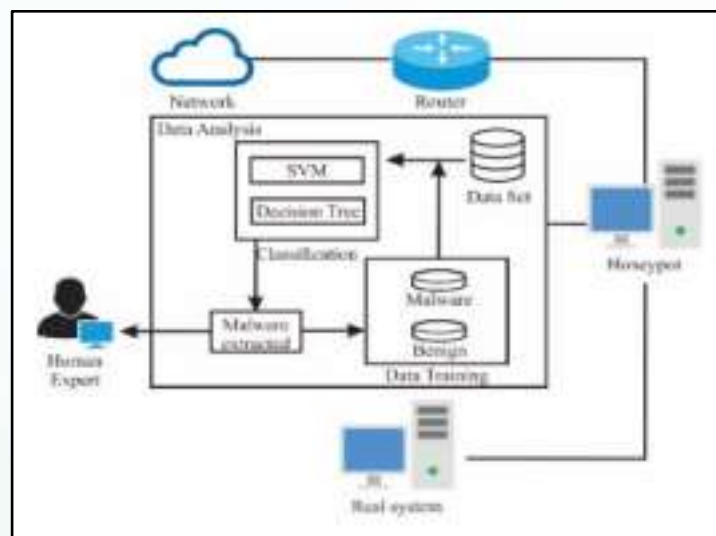 Network
Router
Data Analysis
SVM
Decision Tree
Data Set
Classification
Honeypot
Malware
Benign
Data Training
Malware
extracted
Human
Expert
Real system